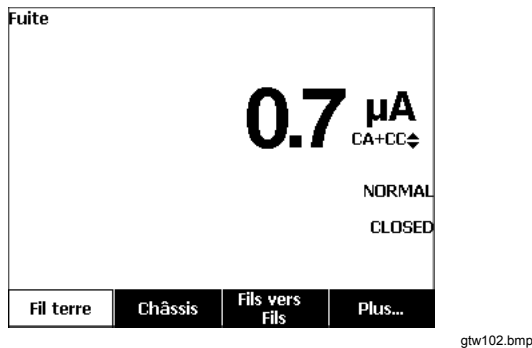 Fuite
0.7 µA
CA+CC
NORMAL
CLOSED
Fil terre
Châssis
Fils vers
Fils
Plus...
gtw102.bmp